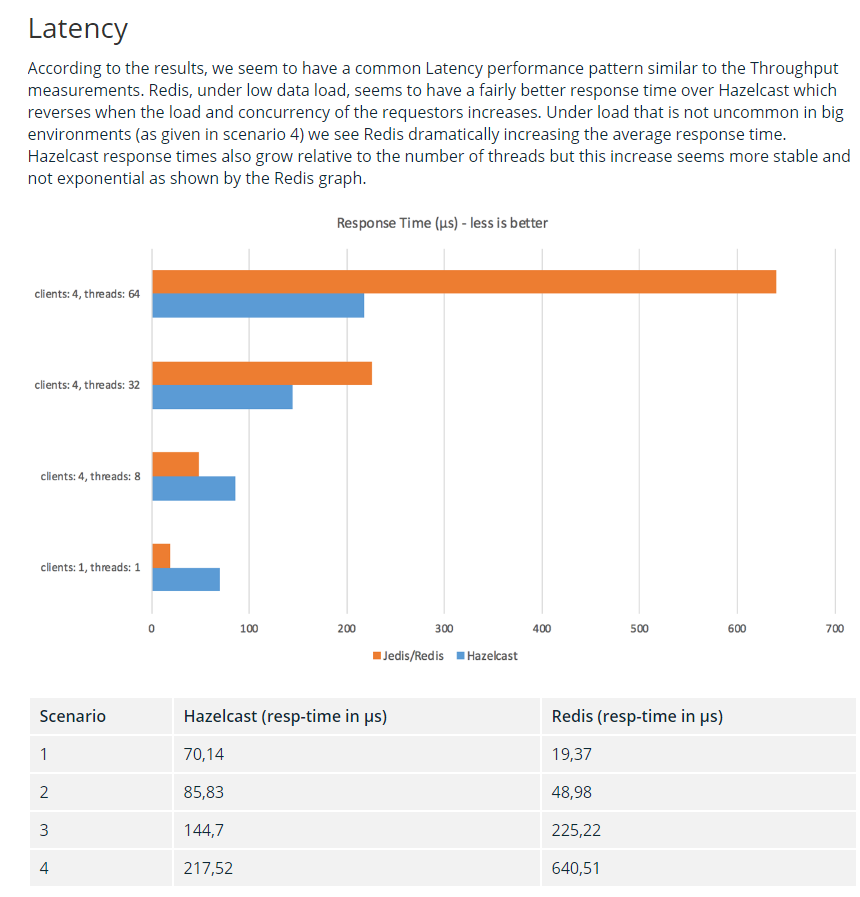 Latency
According to the results, we seem to have a common Latency performance pattern similar to the Throughput
measurements. Redis, under low data load, seems to have a fairly better response time over Hazelcast which
reverses when the load and concurrency of the requestors increases. Under load that is not uncommon in big
environments (as given in scenario 4) we see Redis dramatically increasing the average response time.
Hazelcast response times also grow relative to the number of threads but this increase seems more stable and
not exponential as shown by the Redis graph.
Response Time (µs) - less is better
clients: 4, threads: 64
clients: 4, threads: 32
clients: 4, threads: 8
clients: 1, threads: 1
0 100 200 300 400 500 600 700
Jedis/Redis Hazelcast
Scenario Hazelcast (resp-time in µs) Redis (resp-time in µs)
1 70,14 19,37
2 85,83 48,98
3 144,7 225,22
4 217,52 640,51